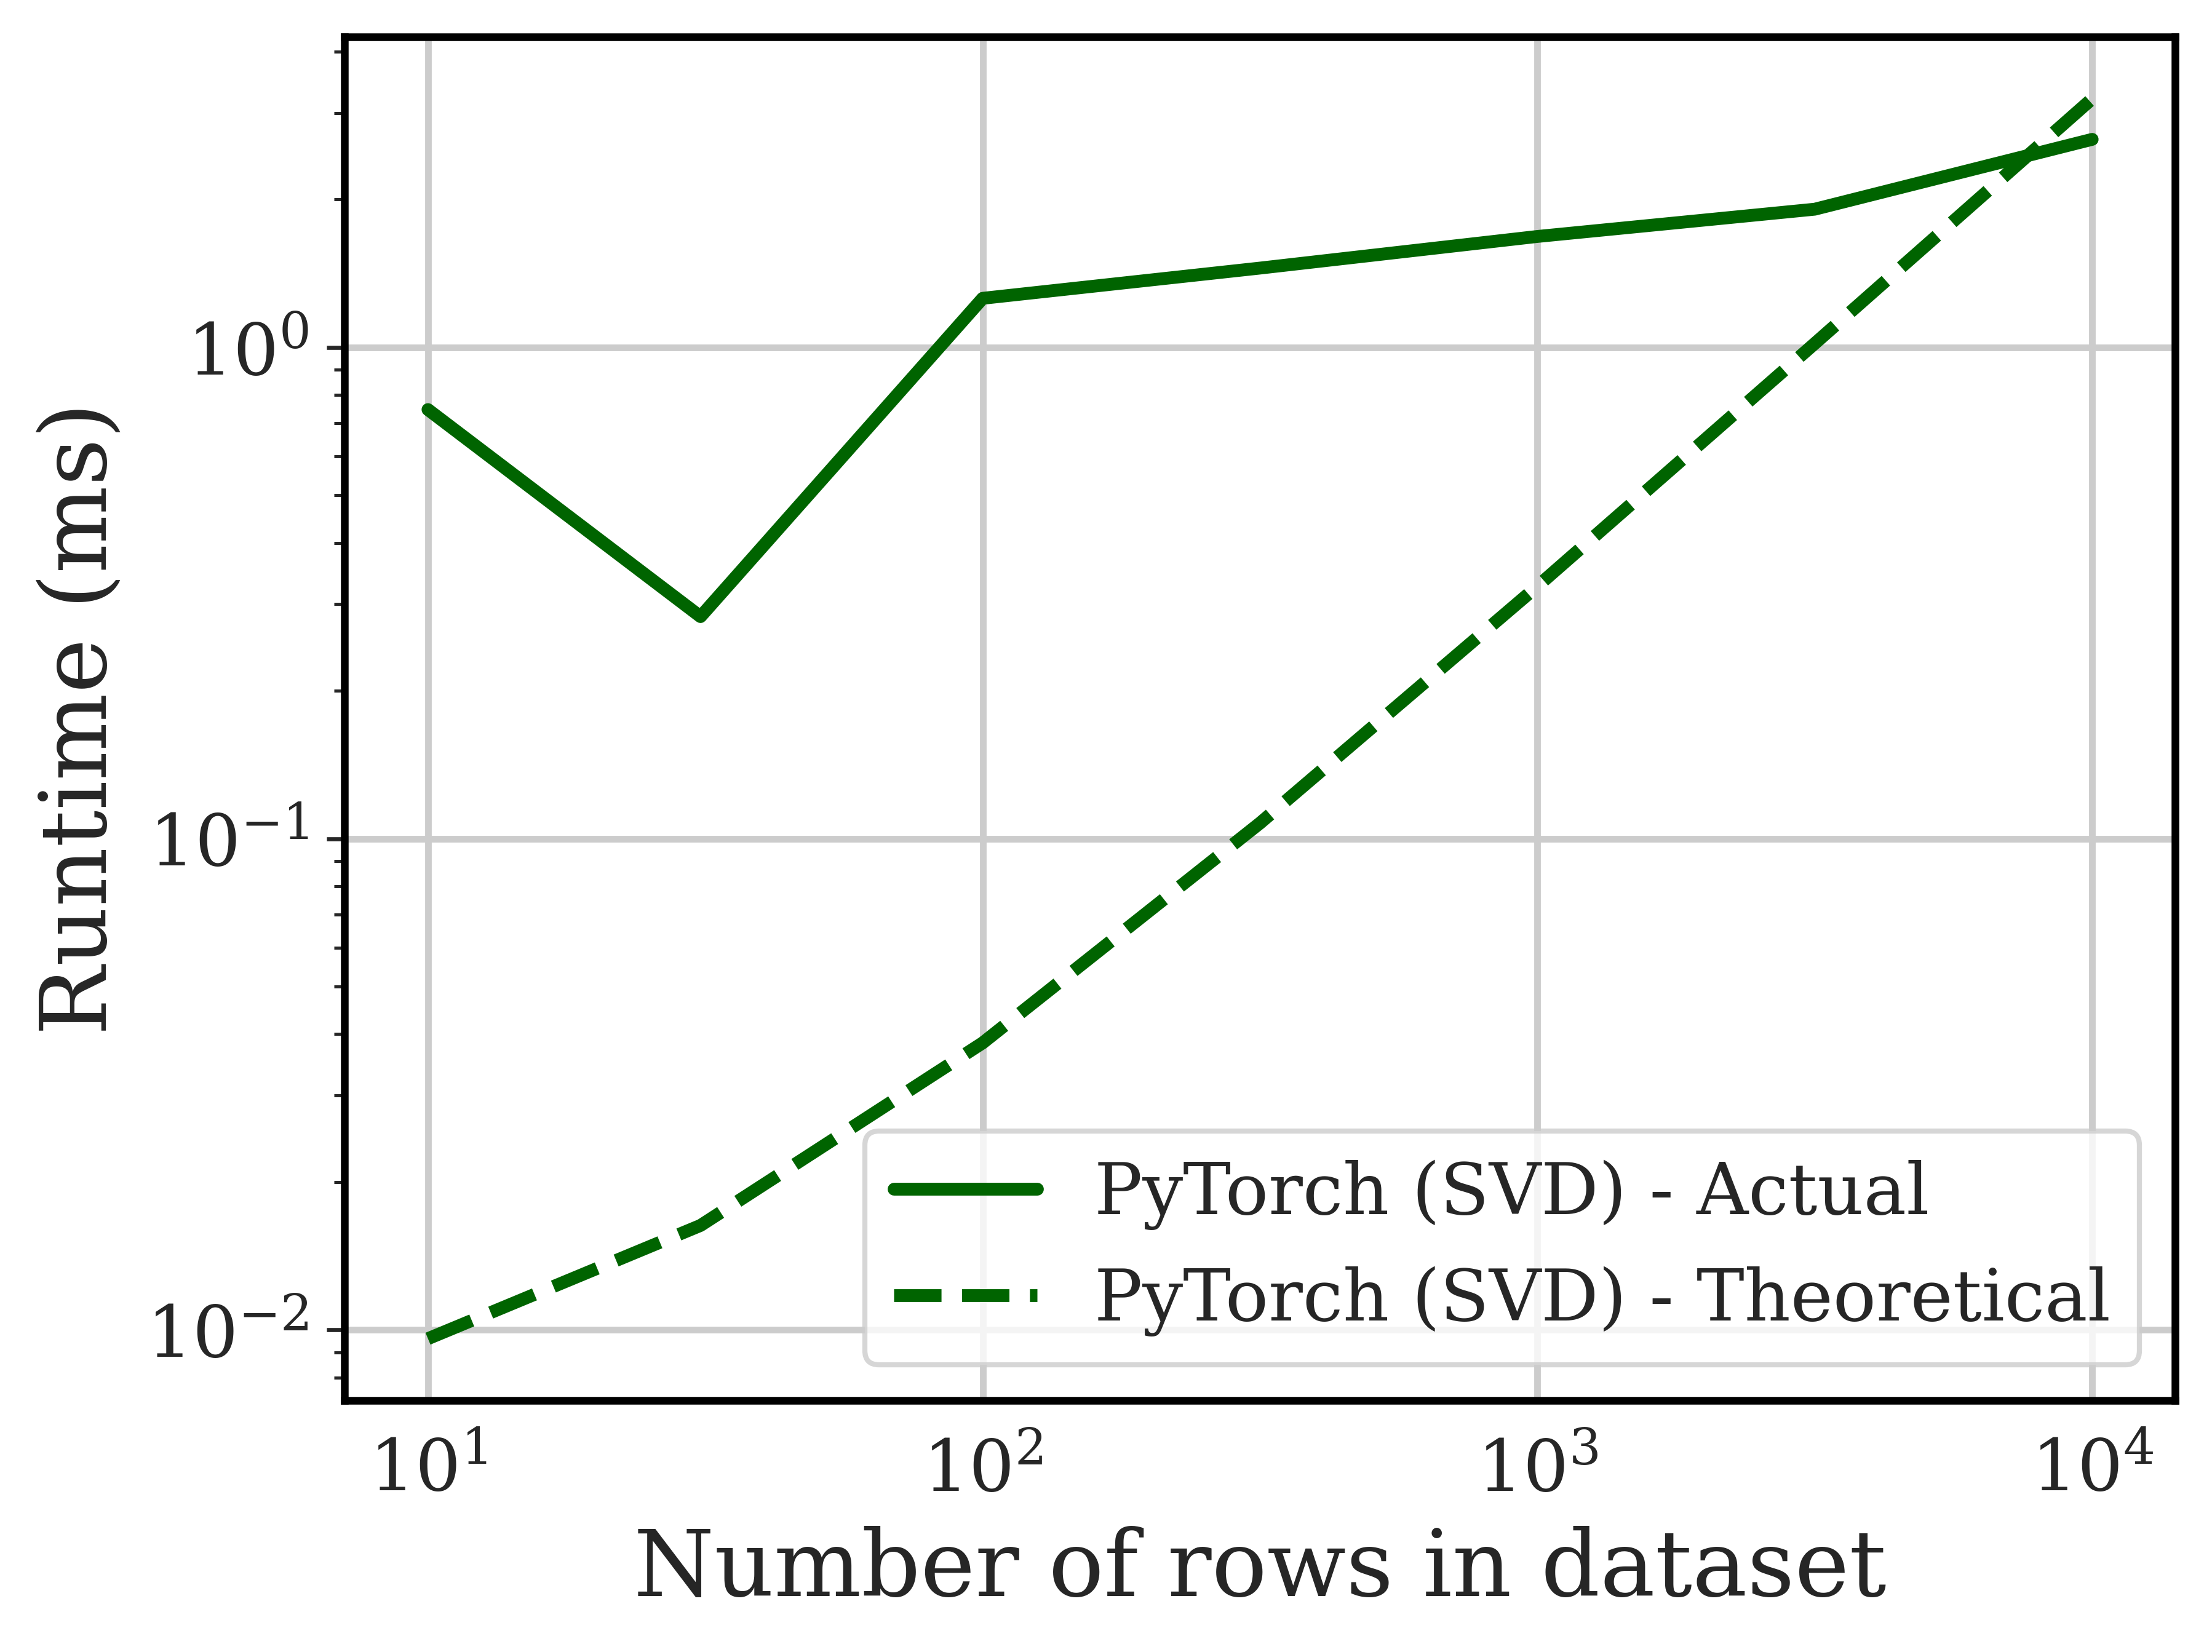 Runtime (ms)
10⁰
10⁻¹
10⁻²
PyTorch (SVD) - Actual
PyTorch (SVD) - Theoretical
10¹ 10² 10³ 10⁴
Number of rows in dataset